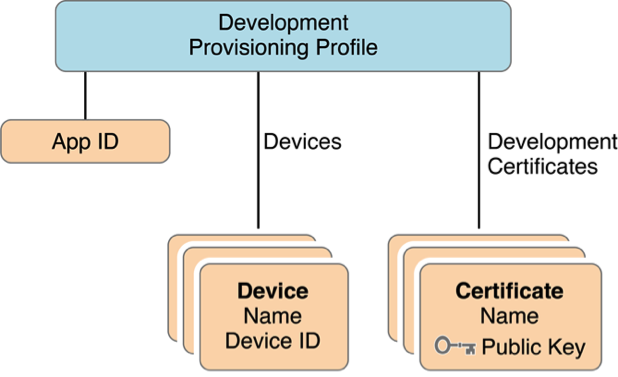 Development
Provisioning Profile
App ID
Devices
Development
Certificates
Device
Name
Device ID
Certificate
Name
Public Key